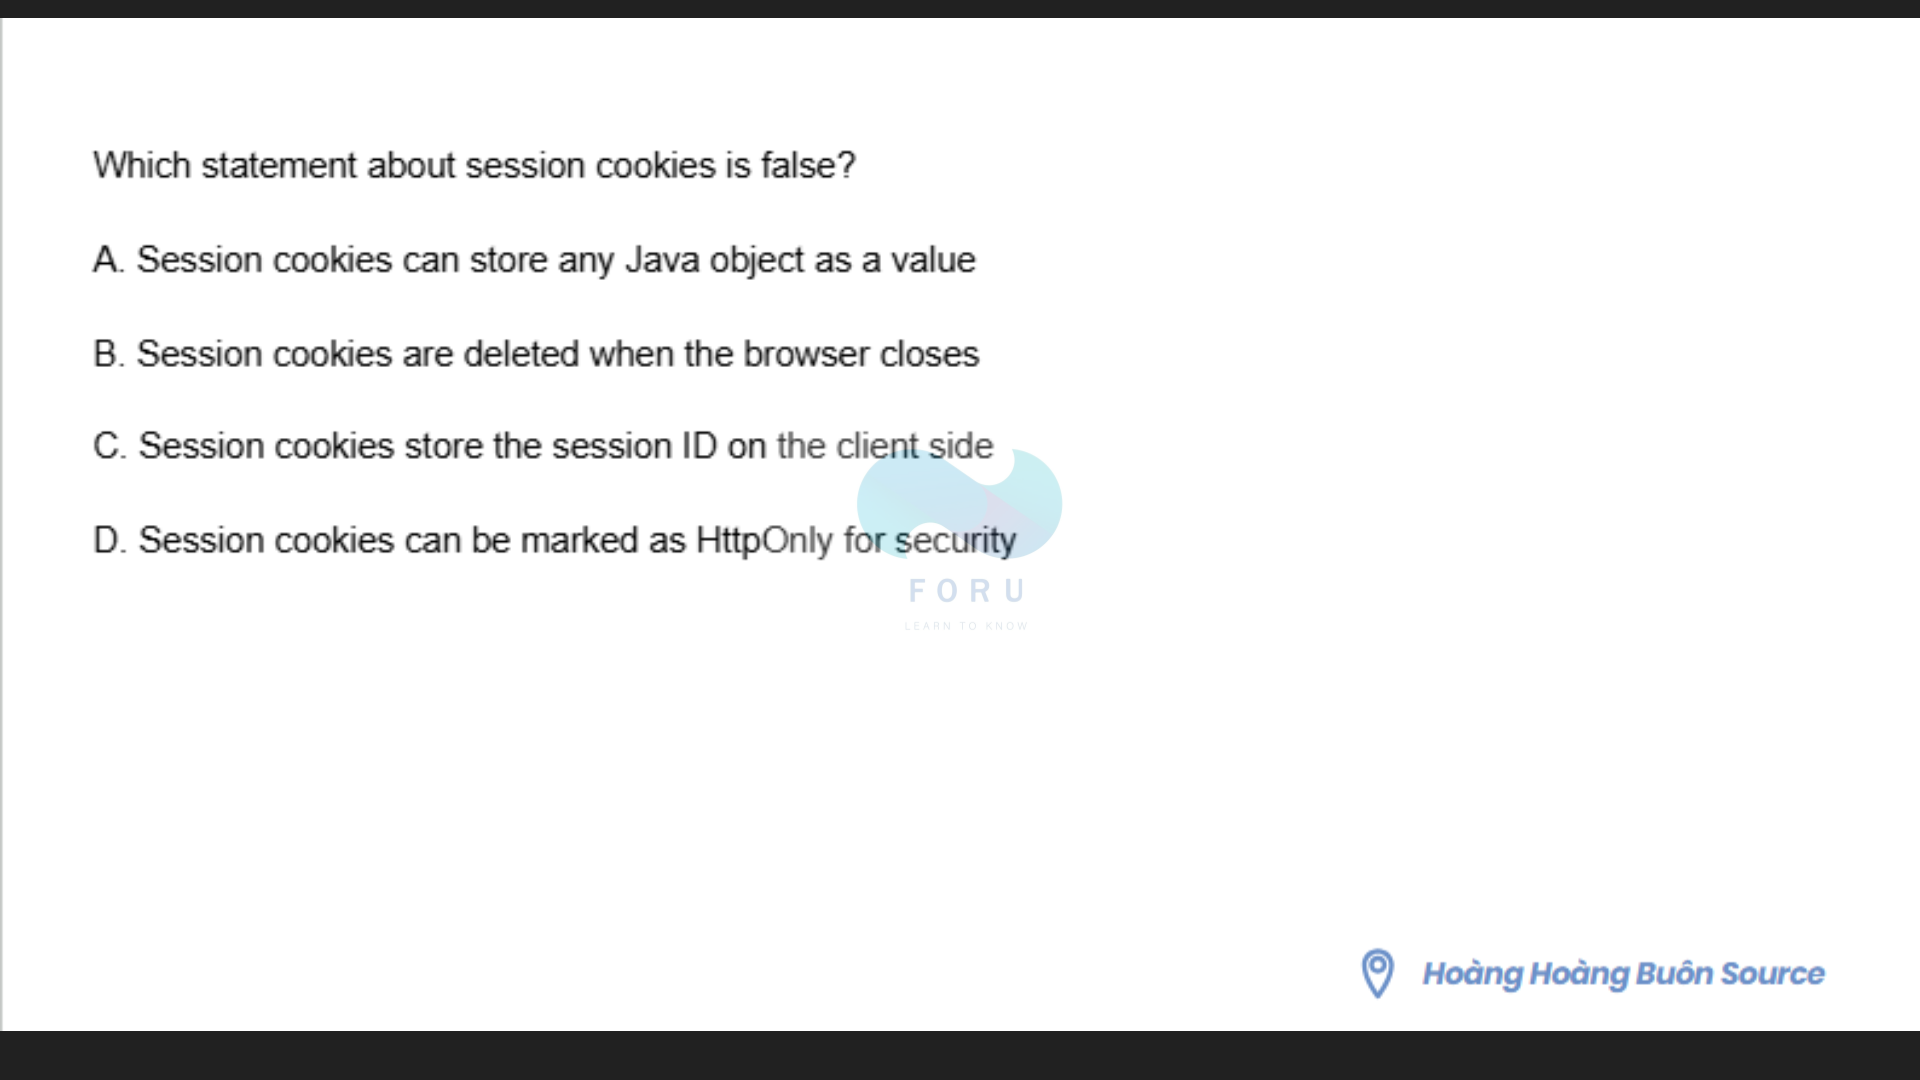 Which statement about session cookies is false?
A. Session cookies can store any Java object as a value
B. Session cookies are deleted when the browser closes
C. Session cookies store the session ID on the client side
D. Session cookies can be marked as HttpOnly for security
FORU
LEARN TO KNOW
Hoàng Hoàng Buôn Source